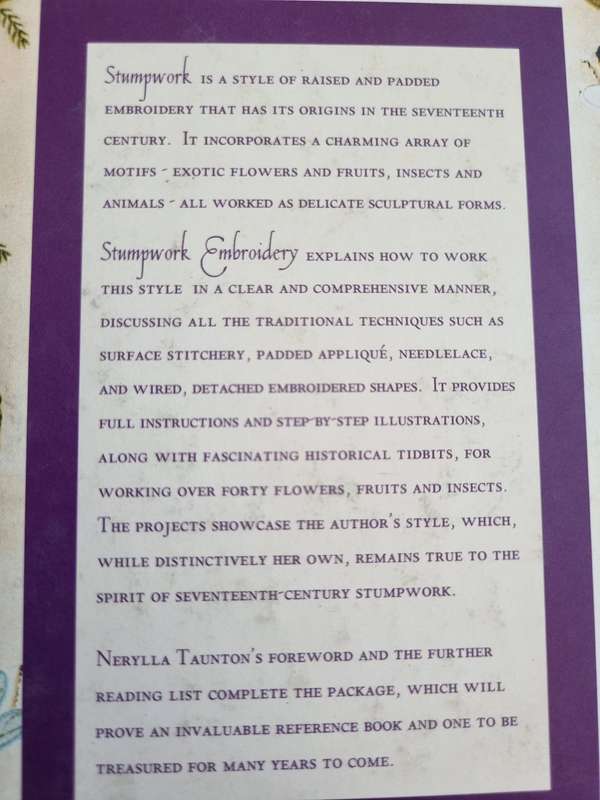 Stumpwork is a style of raised and padded
embroidery that has its origins in the seventeenth
century. It incorporates a charming array of
motifs - exotic flowers and fruits, insects and
animals - all worked as delicate sculptural forms.
Stumpwork Embroidery explains how to work
this style in a clear and comprehensive manner,
discussing all the traditional techniques such as
surface stitchery, padded appliqué, needlelace,
and wired, detached embroidered shapes. It provides
full instructions and step-by-step illustrations,
along with fascinating historical tidbits, for
working over forty flowers, fruits and insects.
The projects showcase the author's style, which,
while distinctively her own, remains true to the
spirit of seventeenth-century stumpwork.
Nerylla Taunton's foreword and the further
reading list complete the package, which will
prove an invaluable reference book and one to be
treasured for many years to come.